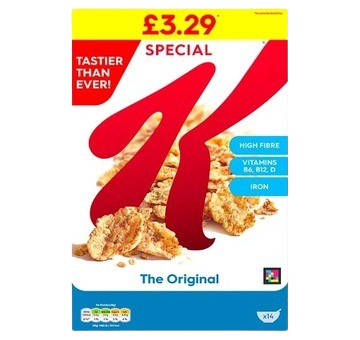 £3.29
SPECIAL
K
TASTIER
THAN
EVER!
HIGH FIBRE
VITAMINS
B6, B12, D
IRON
The Original
x14